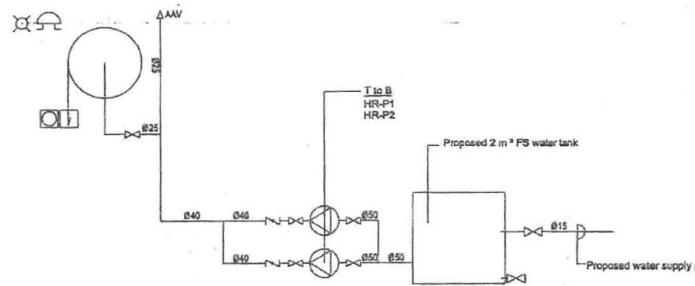 AAV
Ø25
T to B
HR-P1
HR-P2
Ø25
Proposed 2 m³ FS water tank
Ø40
Ø40
Ø50
Ø15
Ø40
Ø50
Ø50
Proposed water supply